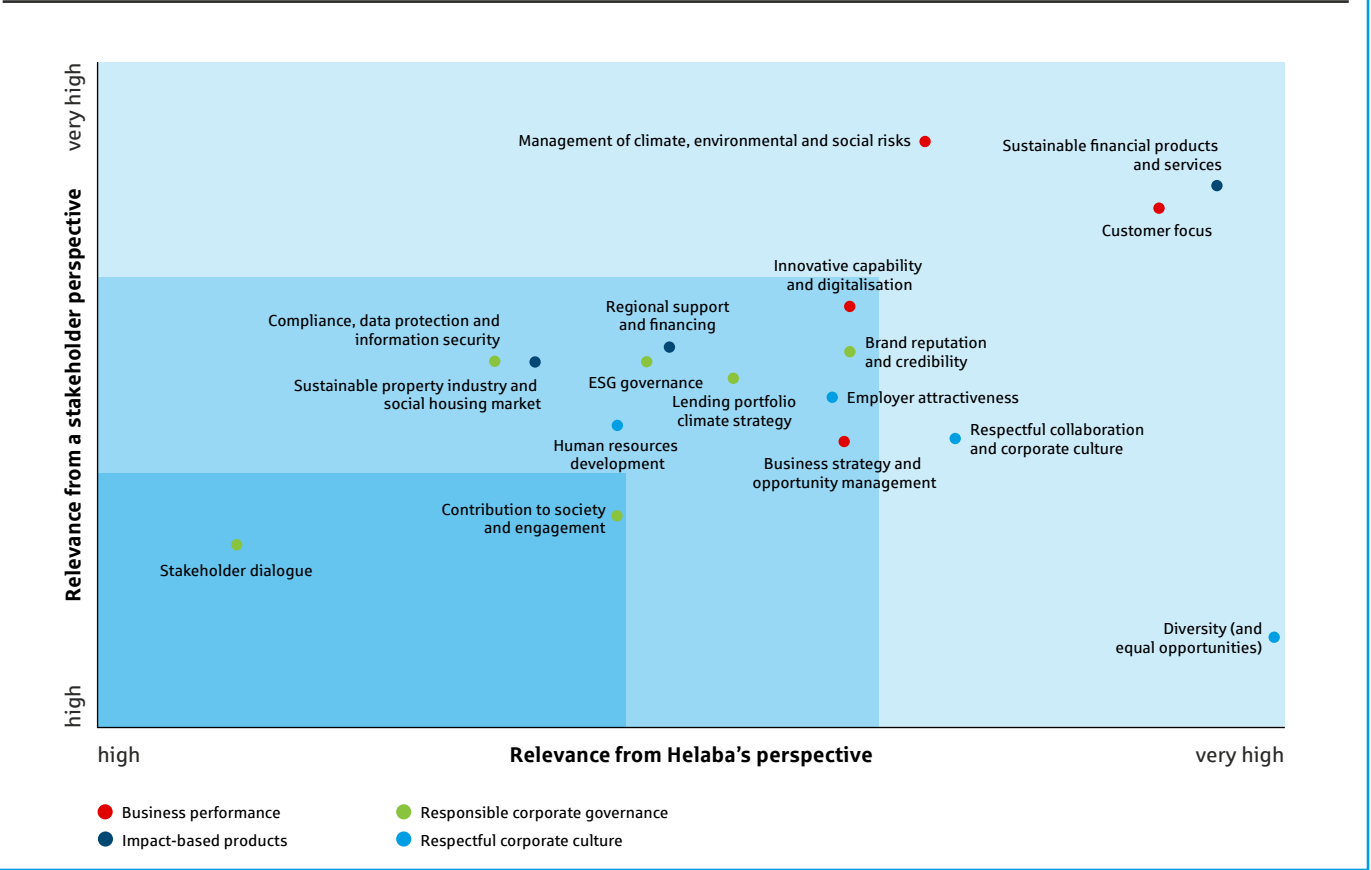 very high
Relevance from a stakeholder perspective
high
Management of climate, environmental and social risks
Sustainable financial products
and services
Customer focus
Innovative capability
and digitalisation
Regional support
and financing
Compliance, data protection and
information security
Brand reputation
and credibility
Sustainable property industry and
social housing market
ESG governance
Lending portfolio
climate strategy
Employer attractiveness
Human resources
development
Respectful collaboration
and corporate culture
Business strategy and
opportunity management
Contribution to society
and engagement
Stakeholder dialogue
Diversity (and
equal opportunities)
high
Relevance from Helaba’s perspective
very high
Business performance
Responsible corporate governance
Impact-based products
Respectful corporate culture